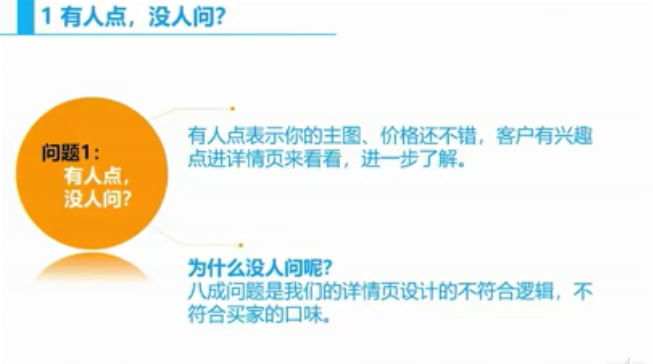 1 有人点，没人问？
问题1：
有人点，
没人问？
有人点表示你的主图、价格还不错，客户有兴趣
点进详情页来看看，进一步了解。
为什么没人问呢？
八成问题是我们的详情页设计的不符合逻辑，不
符合买家的口味。